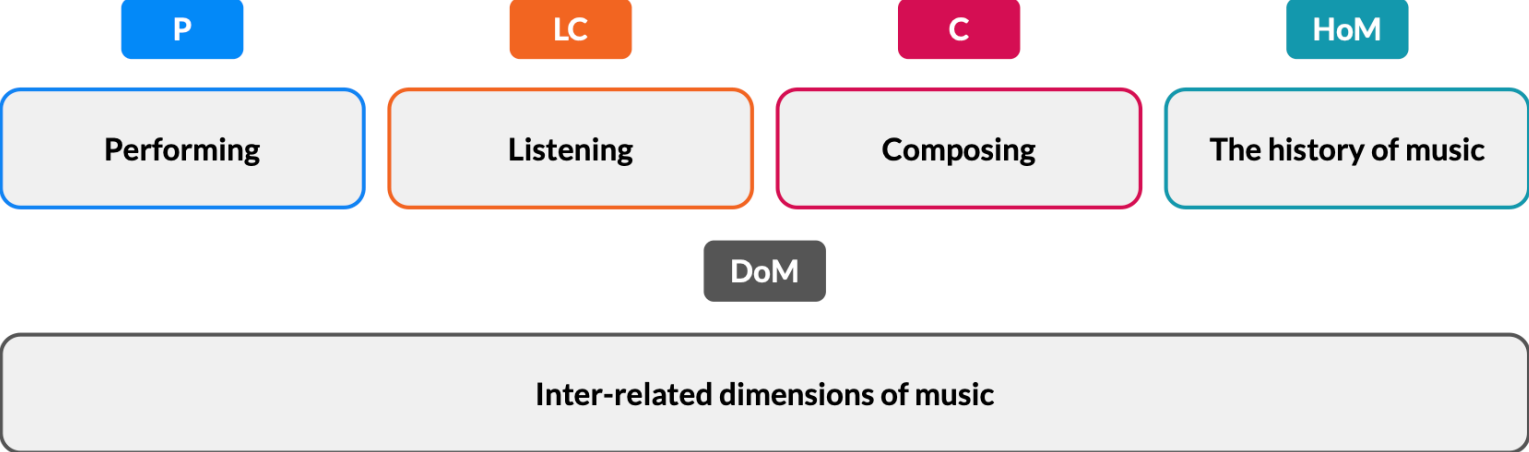 P
LC
C
HoM
Performing
Listening
Composing
The history of music
DoM
Inter-related dimensions of music